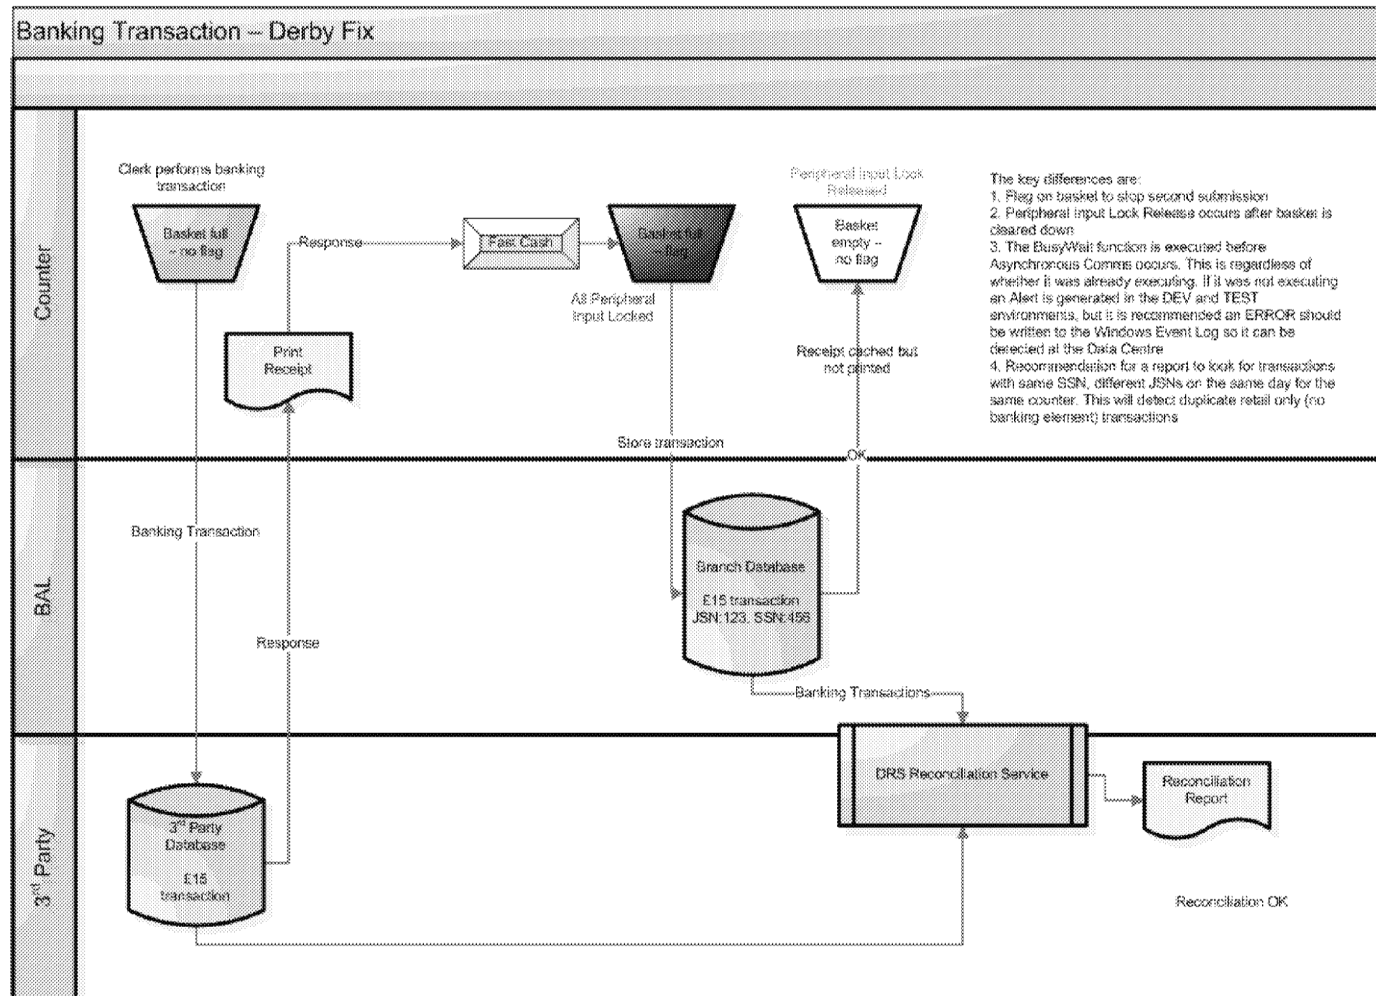 Banking Transaction – Derby Fix
Counter
Clerk performs banking
transaction
Basket full
– no flag
Response
Fast Cash
Basket full
– flag
All Peripheral
Input Locked
Peripheral Input Lock
Released
Basket
empty –
no flag
The key differences are:
1. Flag on basket to stop second submission
2. Peripheral Input Lock Release occurs after basket is
cleared down
3. The BusyWait function is executed before
Asynchronous Comms occurs. This is regardless of
whether it was already executing. If it was not executing
an Alert is generated in the DEV and TEST
environments, but it is recommended an ERROR should
be written to the Windows Event Log so it can be
detected at the Data Centre
4. Recommendation for a report to look for transactions
with same SSN, different JSNs on the same day for the
same counter. This will detect duplicate retail only (no
banking element) transactions
Print
Receipt
Receipt cached but
not printed
Store transaction
OK
BAL
Banking Transaction
Response
Branch Database
£15 transaction
JSN:123, SSN:456
Banking Transactions
3rd Party
3rd Party
Database
£15
transaction
DRS Reconciliation Service
Reconciliation
Report
Reconciliation OK